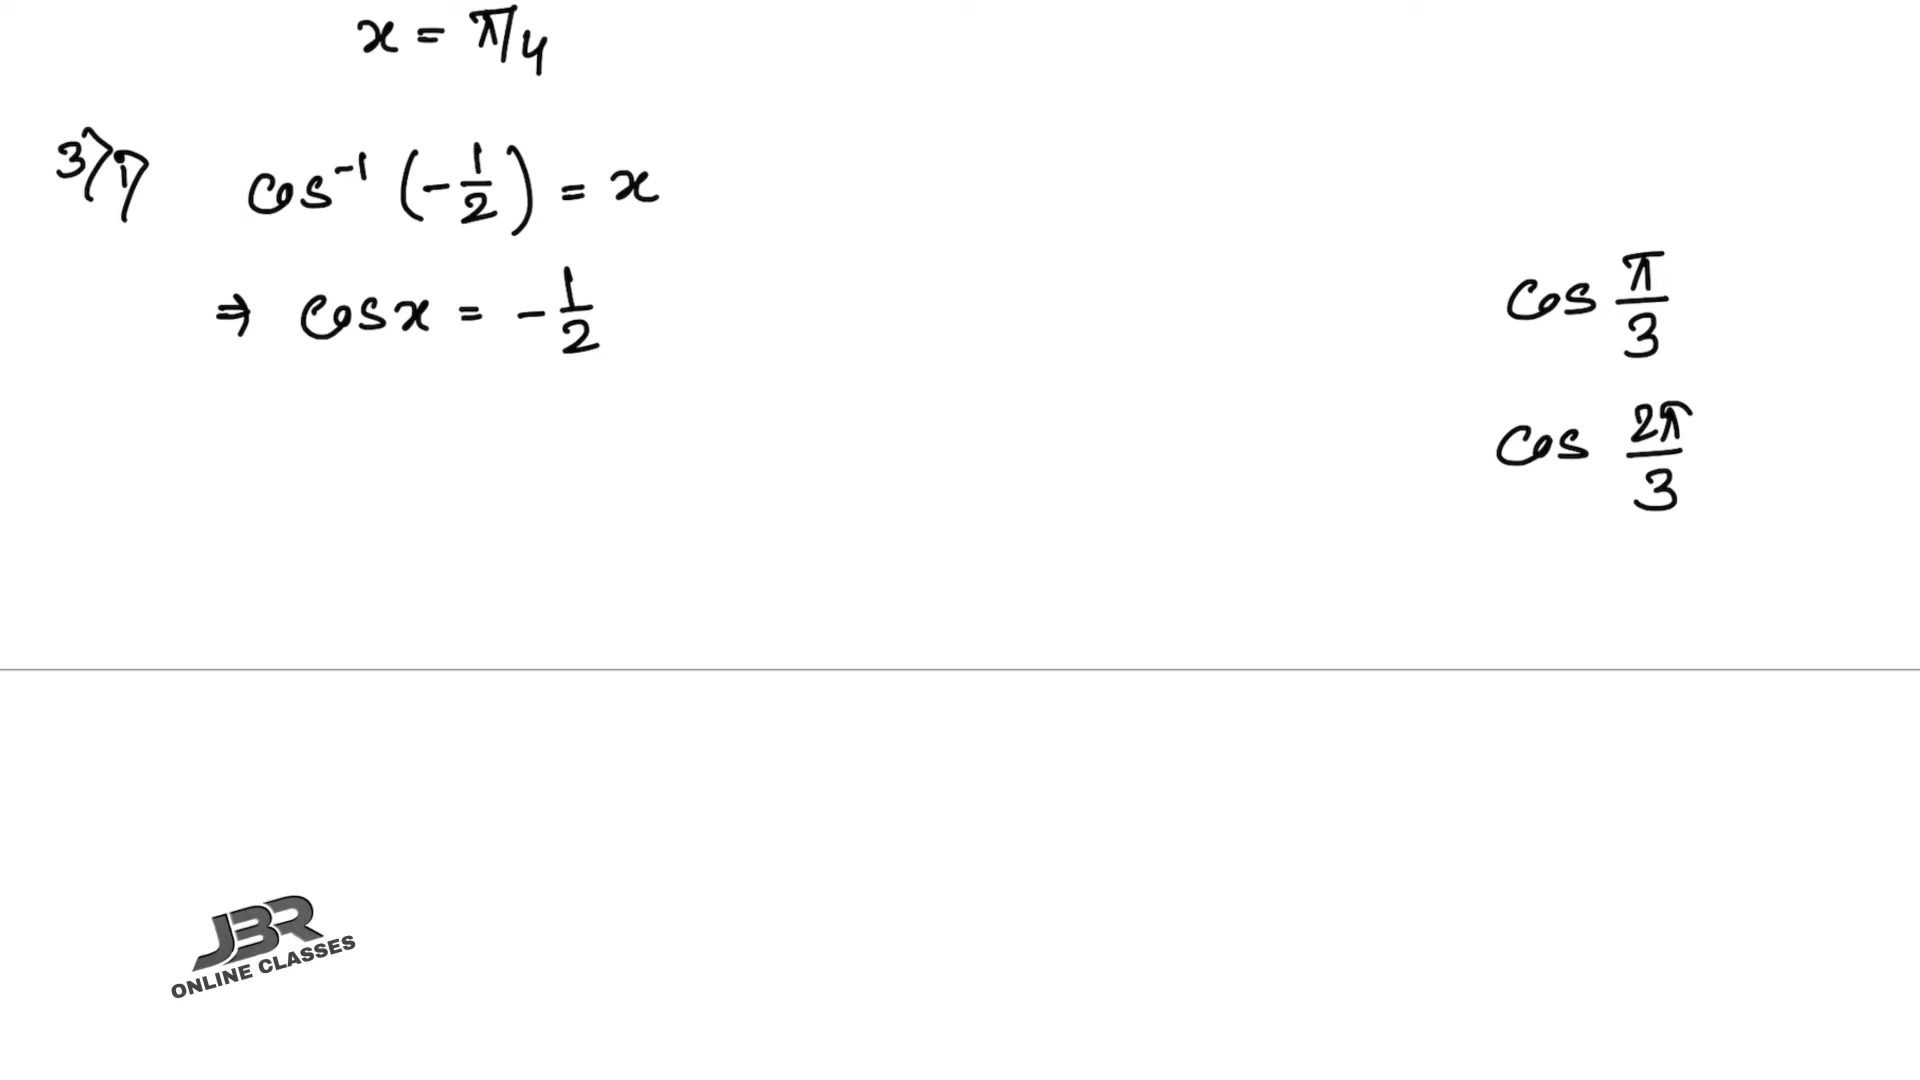 x = π/4
3) i) cos⁻¹ (-1/2) = x
⇒ cos x = -1/2
cos π/3
cos 2π/3
JBR
ONLINE CLASSES